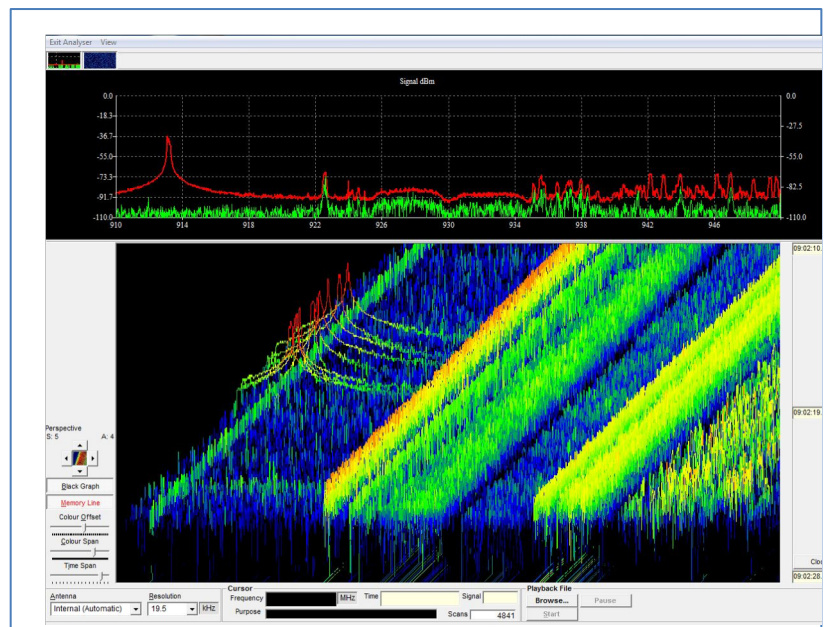 Exit Analyser View
Signal dBm
0.0 0.0
-18.3
-27.5
-36.7
-55.0 -55.0
-73.3
-82.5
-91.7
-110.0 -110.0
910 914 918 922 926 930 934 938 942 946
09:02:10.
09:02:19.
Perspective
S: 5 A: 4
Black Graph
Memory Line
Colour Offset
Colour Span
Time Span
Cloc
09:02:28.
Antenna Resolution Cursor Playback File
Internal (Automatic) 19.5 kHz Frequency MHz Time Signal Browse... Pause
Purpose Scans 4841 Start